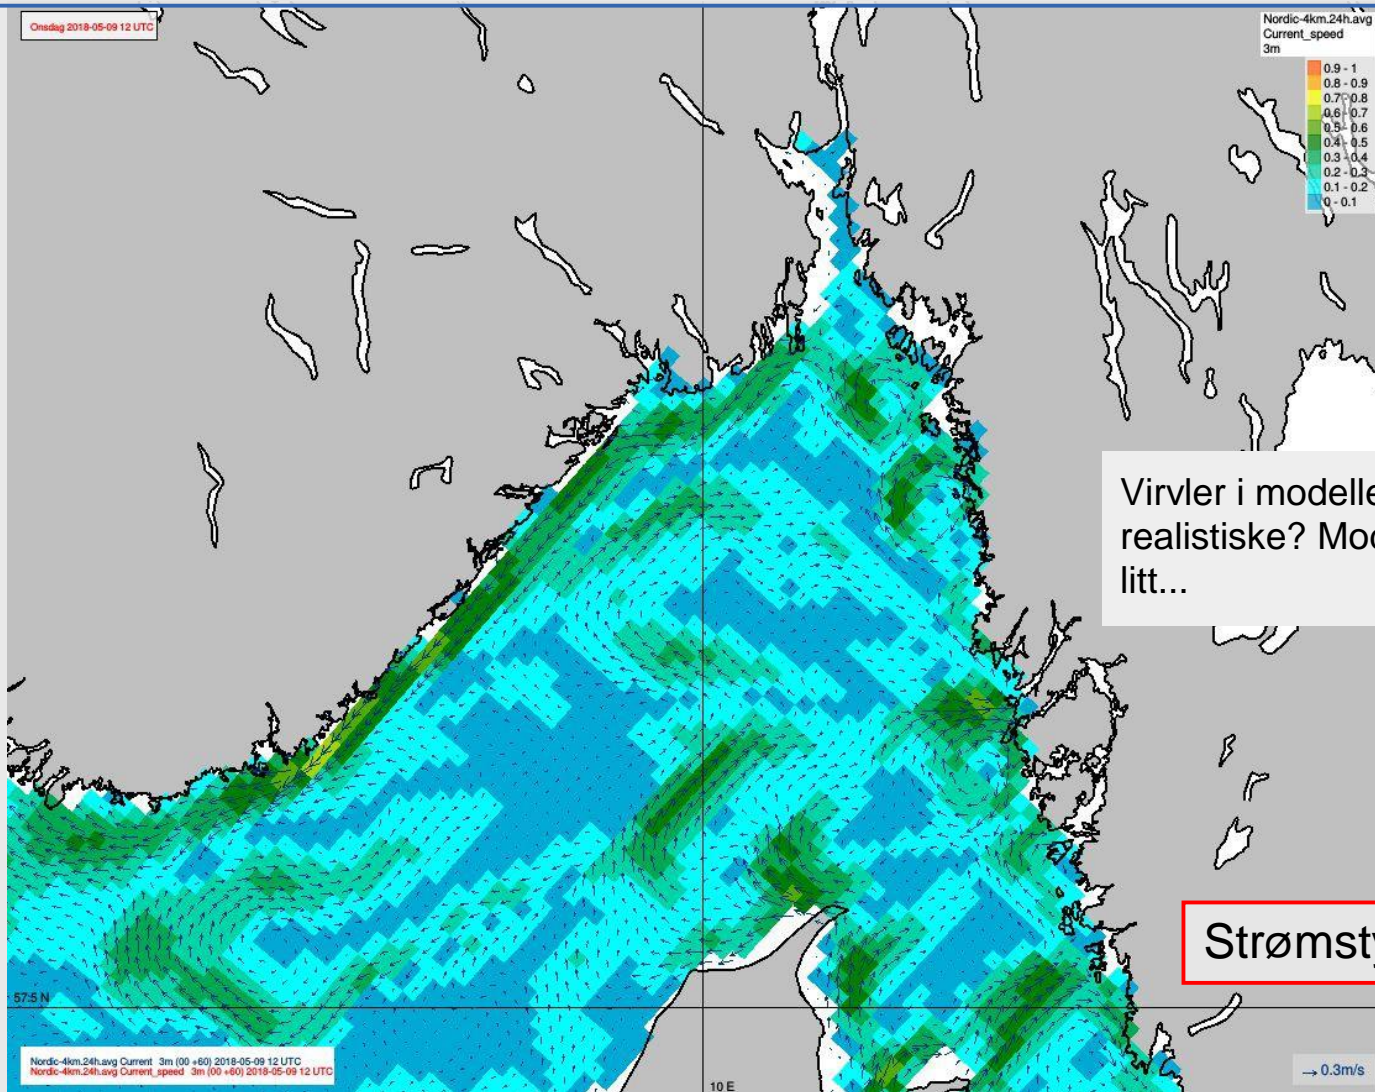 Onsdag 2018-05-09 12 UTC
Nordic-4km.24h.avg
Current_speed
3m
0.9 - 1
0.8 - 0.9
0.7 - 0.8
0.6 - 0.7
0.5 - 0.6
0.4 - 0.5
0.3 - 0.4
0.2 - 0.3
0.1 - 0.2
0 - 0.1
Virvler i modelle
realistiske? Mod
litt...
Strømsty
57.5 N
Nordic-4km.24h.avg Current 3m (00 +60) 2018-05-09 12 UTC
Nordic-4km.24h.avg Current_speed 3m (00 +60) 2018-05-09 12 UTC
10 E
→ 0.3m/s